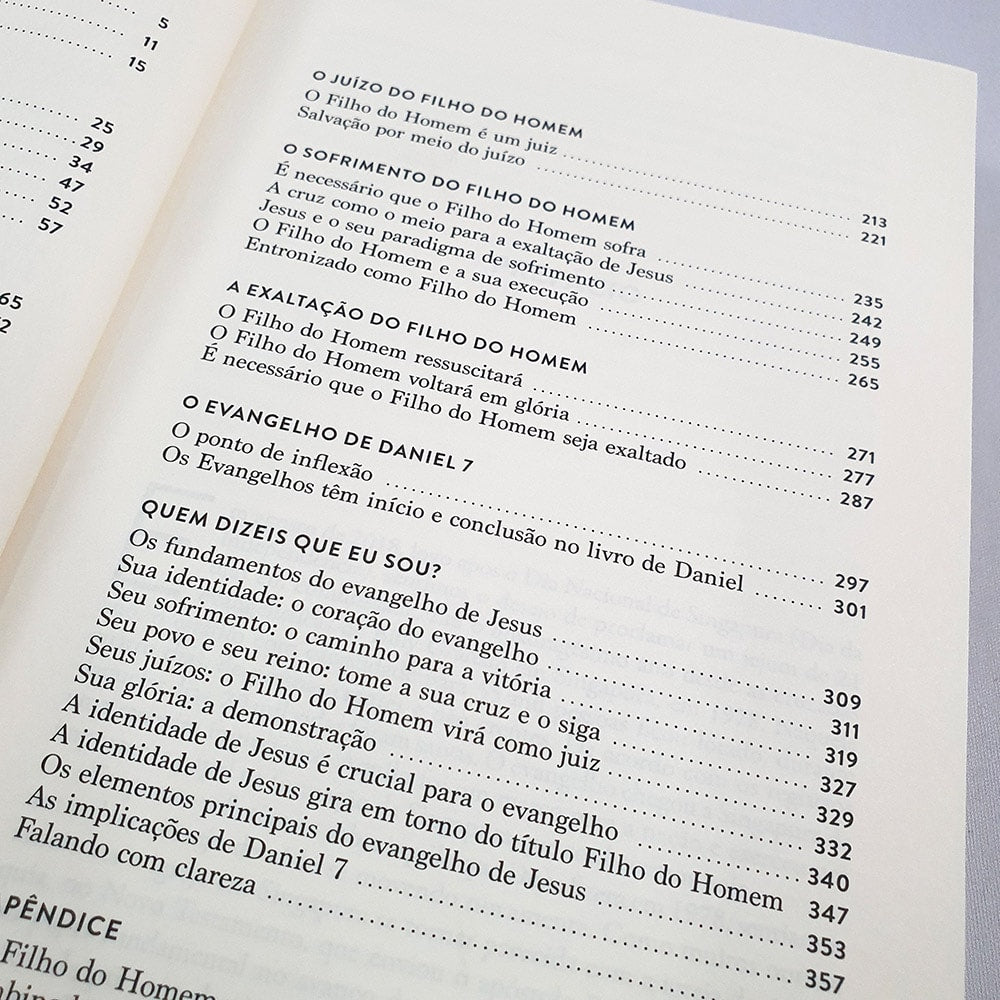 5
11
15
25
29
34
47
52
57
65
O JUÍZO DO FILHO DO HOMEM
O Filho do Homem é um juiz 213
Salvação por meio do juízo 221
O SOFRIMENTO DO FILHO DO HOMEM
É necessário que o Filho do Homem sofra 235
A cruz como o meio para a exaltação de Jesus 242
Jesus e o seu paradigma de sofrimento 249
O Filho do Homem e a sua execução 255
Entronizado como Filho do Homem 265
A EXALTAÇÃO DO FILHO DO HOMEM
O Filho do Homem ressuscitará 271
O Filho do Homem voltará em glória 277
É necessário que o Filho do Homem seja exaltado 287
O EVANGELHO DE DANIEL 7
O ponto de inflexão 297
Os Evangelhos têm início e conclusão no livro de Daniel 301
QUEM DIZEIS QUE EU SOU?
Os fundamentos do evangelho de Jesus 309
Sua identidade: o coração do evangelho 311
Seu sofrimento: o caminho para a vitória 319
Seu povo e seu reino: tome a sua cruz e o siga 327
Seus juízos: o Filho do Homem virá como juiz 329
Sua glória: a demonstração 332
A identidade de Jesus é crucial para o evangelho 340
A identidade de Jesus gira em torno do título Filho do Homem 347
Os elementos principais do evangelho de Jesus 353
As implicações de Daniel 7 357
Falando com clareza
PÊNDICE
Filho do Homem